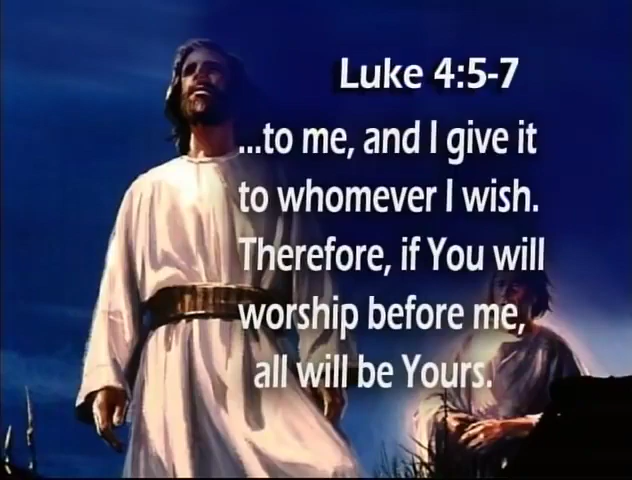 Luke 4:5-7
...to me, and I give it
to whomever I wish.
Therefore, if You will
worship before me,
all will be Yours.